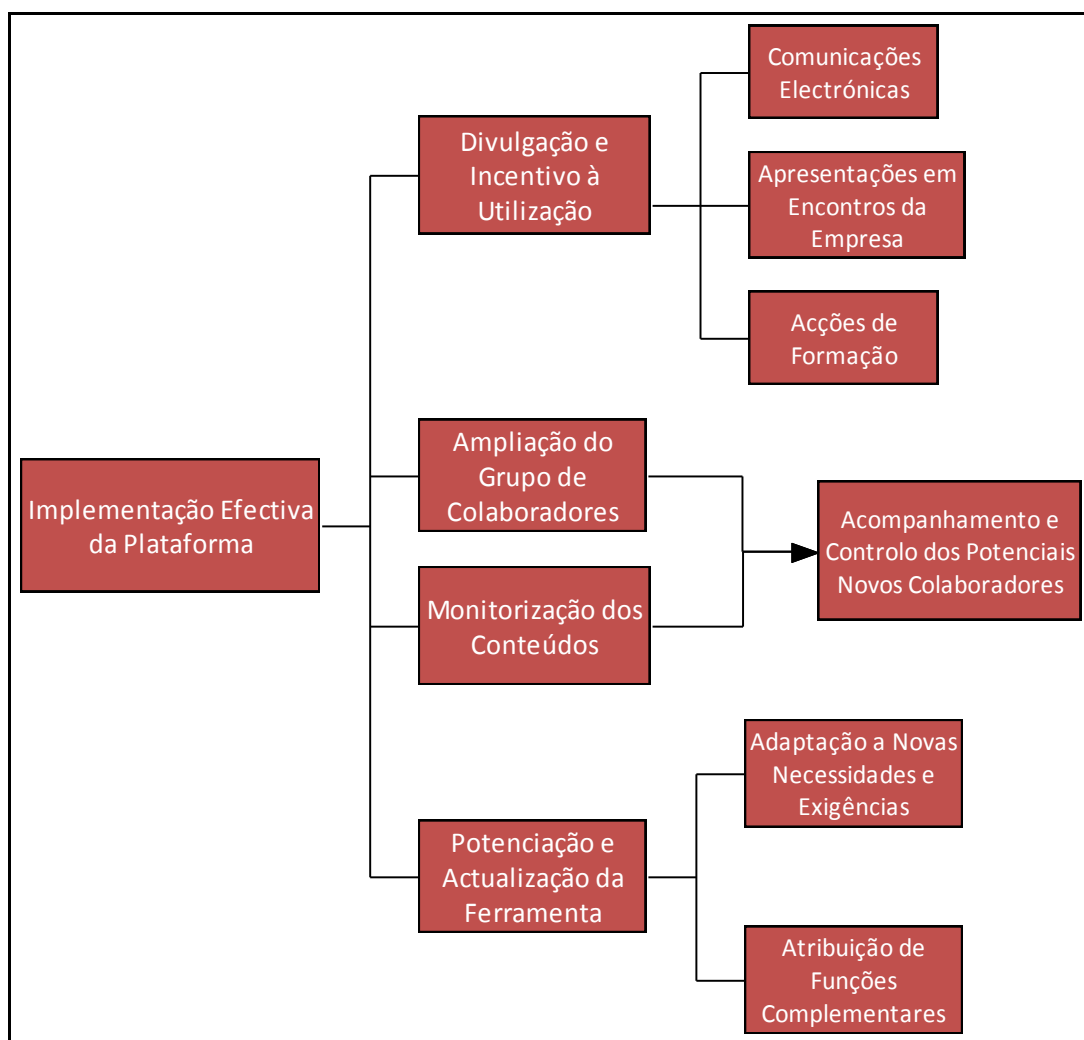 Comunicações
Electrónicas
Divulgação e
Incentivo à
Utilização
Apresentações em
Encontros da
Empresa
Acções de
Formação
Ampliação do
Grupo de
Colaboradores
Implementação Efectiva
da Plataforma
Acompanhamento e
Controlo dos Potenciais
Novos Colaboradores
Monitorização dos
Conteúdos
Adaptação a Novas
Necessidades e
Exigências
Potenciação e
Actualização da
Ferramenta
Atribuição de
Funções
Complementares